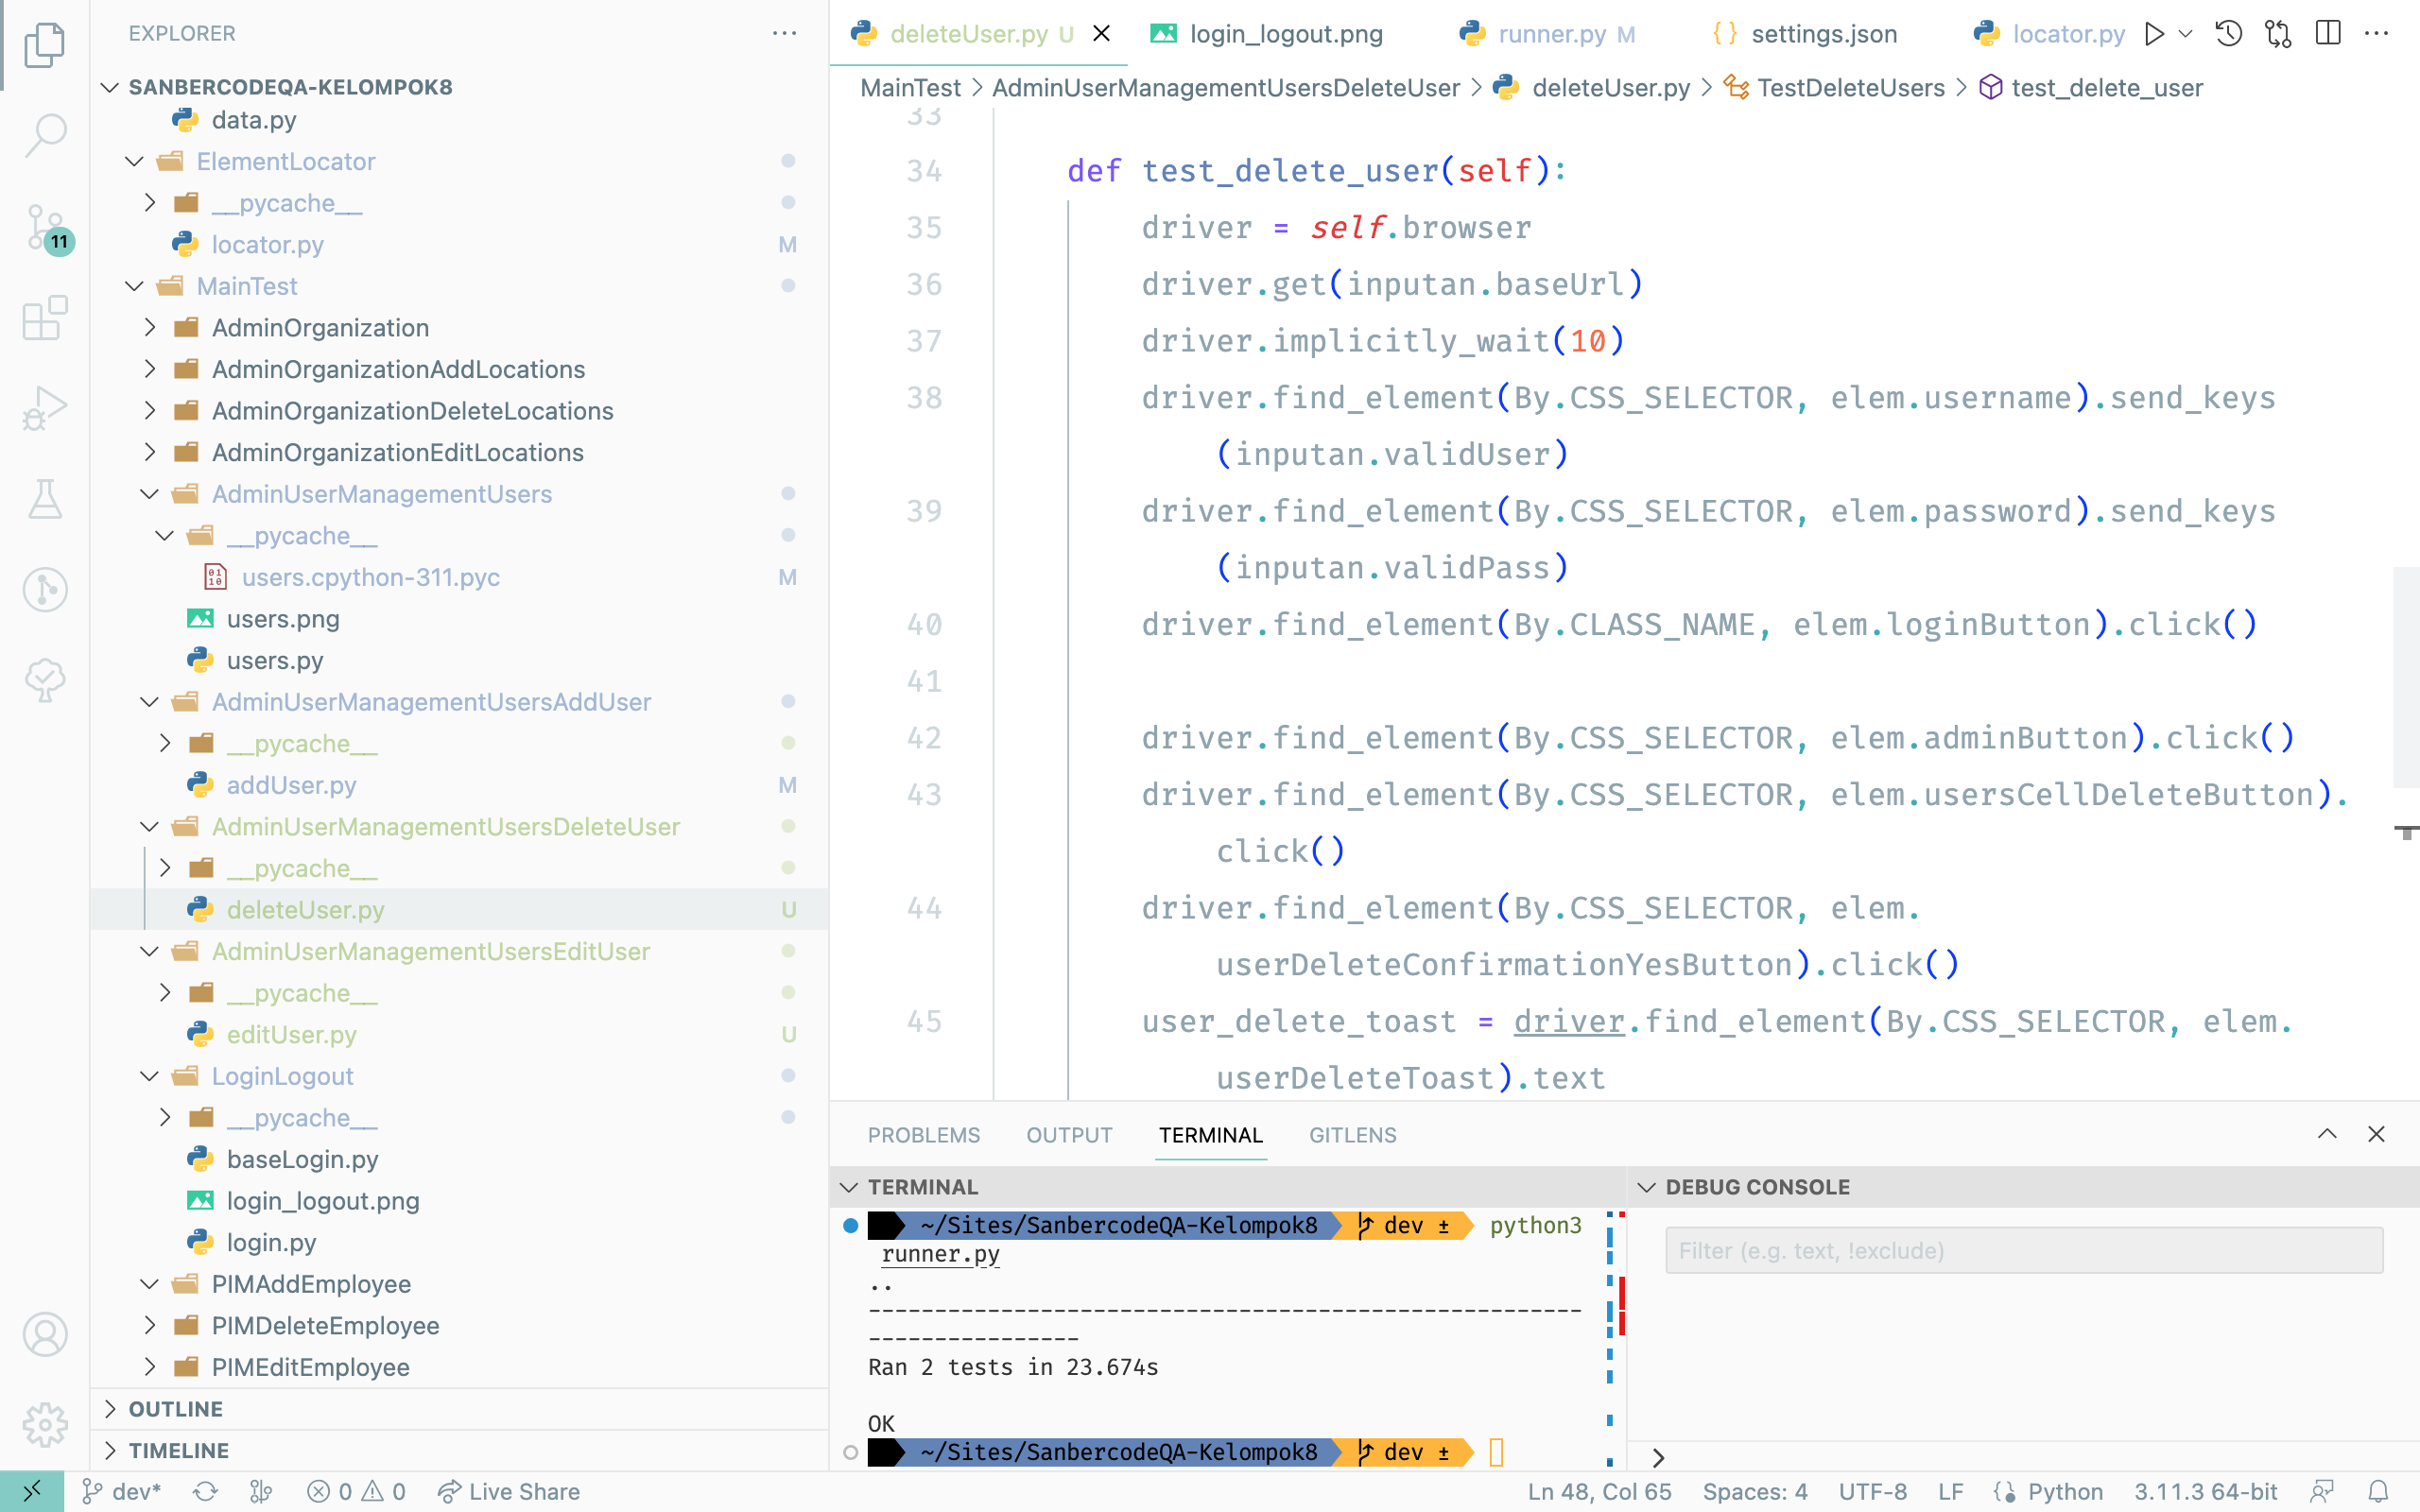 EXPLORER
SANBERCODEQA-KELOMPOK8
data.py
ElementLocator
__pycache__
locator.py M
MainTest
AdminOrganization
AdminOrganizationAddLocations
AdminOrganizationDeleteLocations
AdminOrganizationEditLocations
AdminUserManagementUsers
__pycache__
users.cpython-311.pyc M
users.png
users.py
AdminUserManagementUsersAddUser
__pycache__
addUser.py M
AdminUserManagementUsersDeleteUser
__pycache__
deleteUser.py U
AdminUserManagementUsersEditUser
__pycache__
editUser.py U
LoginLogout
__pycache__
baseLogin.py
login_logout.png
login.py
PIMAddEmployee
PIMDeleteEmployee
PIMEditEmployee
OUTLINE
TIMELINE
11
deleteUser.py U login_logout.png runner.py M settings.json locator.py
MainTest > AdminUserManagementUsersDeleteUser > deleteUser.py > TestDeleteUsers > test_delete_user
33
34 def test_delete_user(self):
35 driver = self.browser
36 driver.get(inputan.baseUrl)
37 driver.implicitly_wait(10)
38 driver.find_element(By.CSS_SELECTOR, elem.username).send_keys
(inputan.validUser)
39 driver.find_element(By.CSS_SELECTOR, elem.password).send_keys
(inputan.validPass)
40 driver.find_element(By.CLASS_NAME, elem.loginButton).click()
41
42 driver.find_element(By.CSS_SELECTOR, elem.adminButton).click()
43 driver.find_element(By.CSS_SELECTOR, elem.usersCellDeleteButton).
click()
44 driver.find_element(By.CSS_SELECTOR, elem.
userDeleteConfirmationYesButton).click()
45 user_delete_toast = driver.find_element(By.CSS_SELECTOR, elem.
userDeleteToast).text
PROBLEMS OUTPUT TERMINAL GITLENS
TERMINAL
~/Sites/SanbercodeQA-Kelompok8 dev ± python3
runner.py
..
------------------------------------------------------
----------------
Ran 2 tests in 23.674s
OK
~/Sites/SanbercodeQA-Kelompok8 dev ±
DEBUG CONSOLE
Filter (e.g. text, !exclude)
dev* 0 0 Live Share Ln 48, Col 65 Spaces: 4 UTF-8 LF Python 3.11.3 64-bit